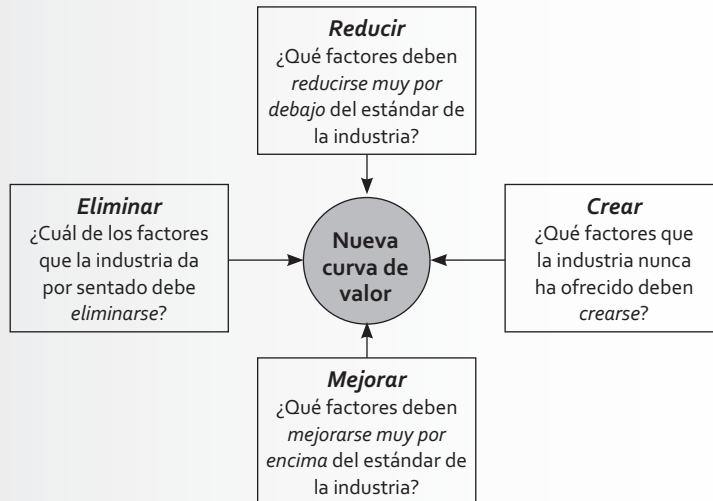 Reducir
¿Qué factores deben
reducirse muy por
debajo del estándar de
la industria?
Eliminar
¿Cuál de los factores
que la industria da
por sentado debe
eliminarse?
Nueva
curva de
valor
Crear
¿Qué factores que
la industria nunca
ha ofrecido deben
crearse?
Mejorar
¿Qué factores deben
mejorarse muy por
encima del estándar de
la industria?